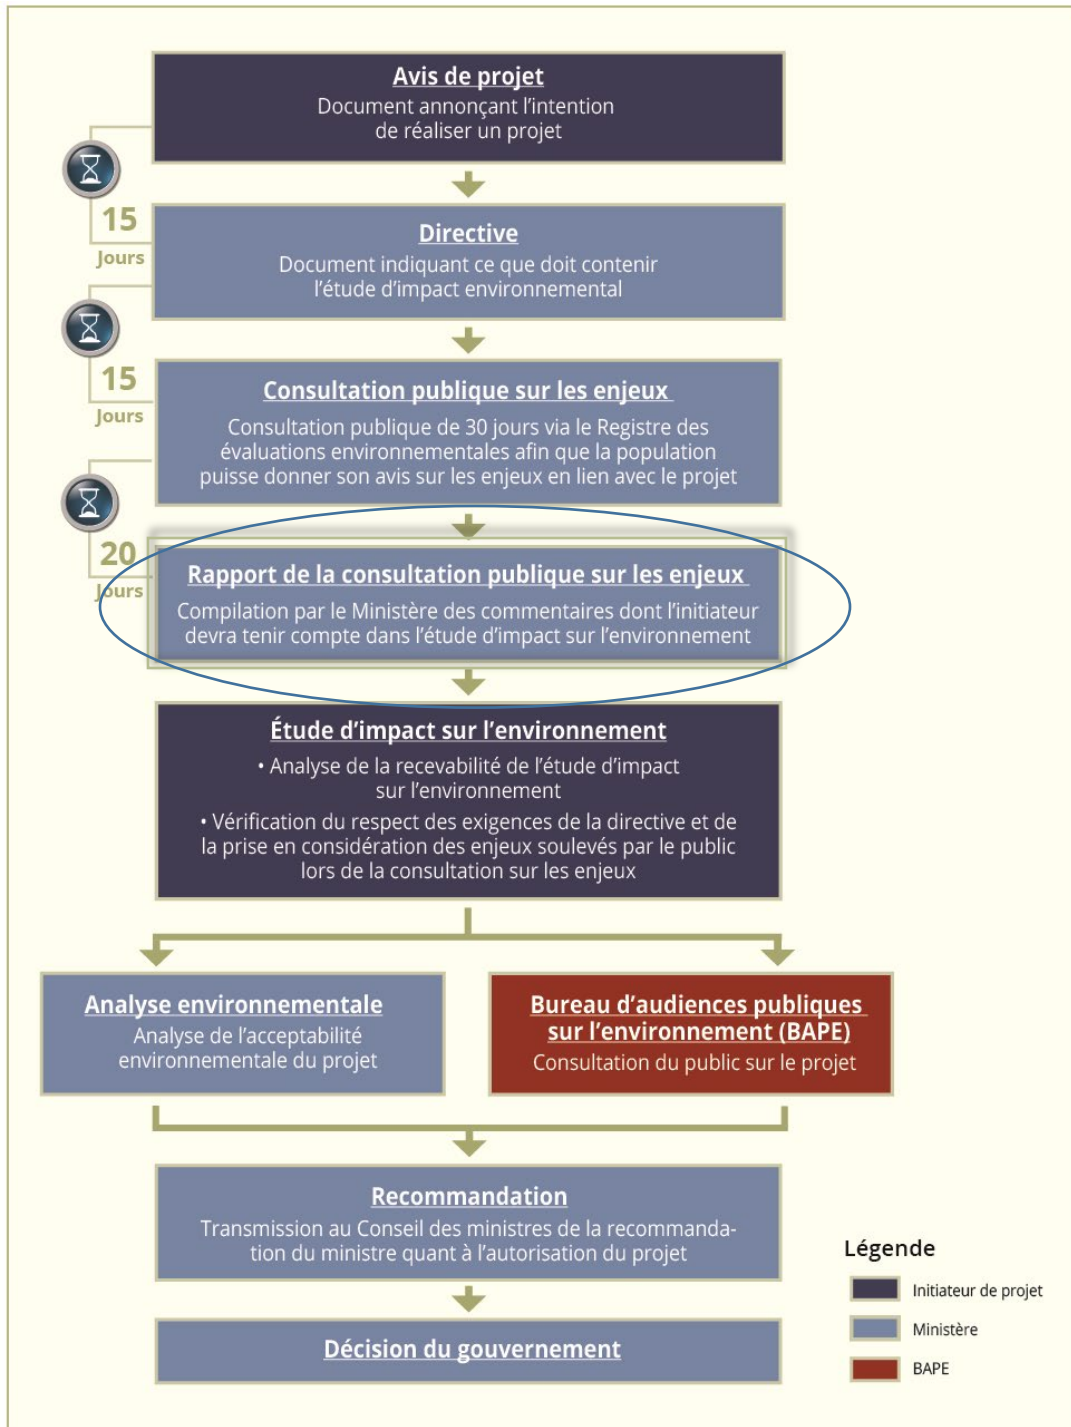 Avis de projet
Document annonçant l’intention
de réaliser un projet
15
Jours
Directive
Document indiquant ce que doit contenir
l’étude d’impact environnemental
15
Jours
Consultation publique sur les enjeux
Consultation publique de 30 jours via le Registre des
évaluations environnementales afin que la population
puisse donner son avis sur les enjeux en lien avec le projet
20
Jours
Rapport de la consultation publique sur les enjeux
Compilation par le Ministère des commentaires dont l’initiateur
devra tenir compte dans l’étude d’impact sur l’environnement
Étude d’impact sur l’environnement
• Analyse de la recevabilité de l’étude d’impact
sur l’environnement
• Vérification du respect des exigences de la directive et de
la prise en considération des enjeux soulevés par le public
lors de la consultation sur les enjeux
Analyse environnementale
Analyse de l’acceptabilité
environnementale du projet
Bureau d’audiences publiques
sur l’environnement (BAPE)
Consultation du public sur le projet
Recommandation
Transmission au Conseil des ministres de la recommanda-
tion du ministre quant à l’autorisation du projet
Décision du gouvernement
Légende
Initiateur de projet
Ministère
BAPE